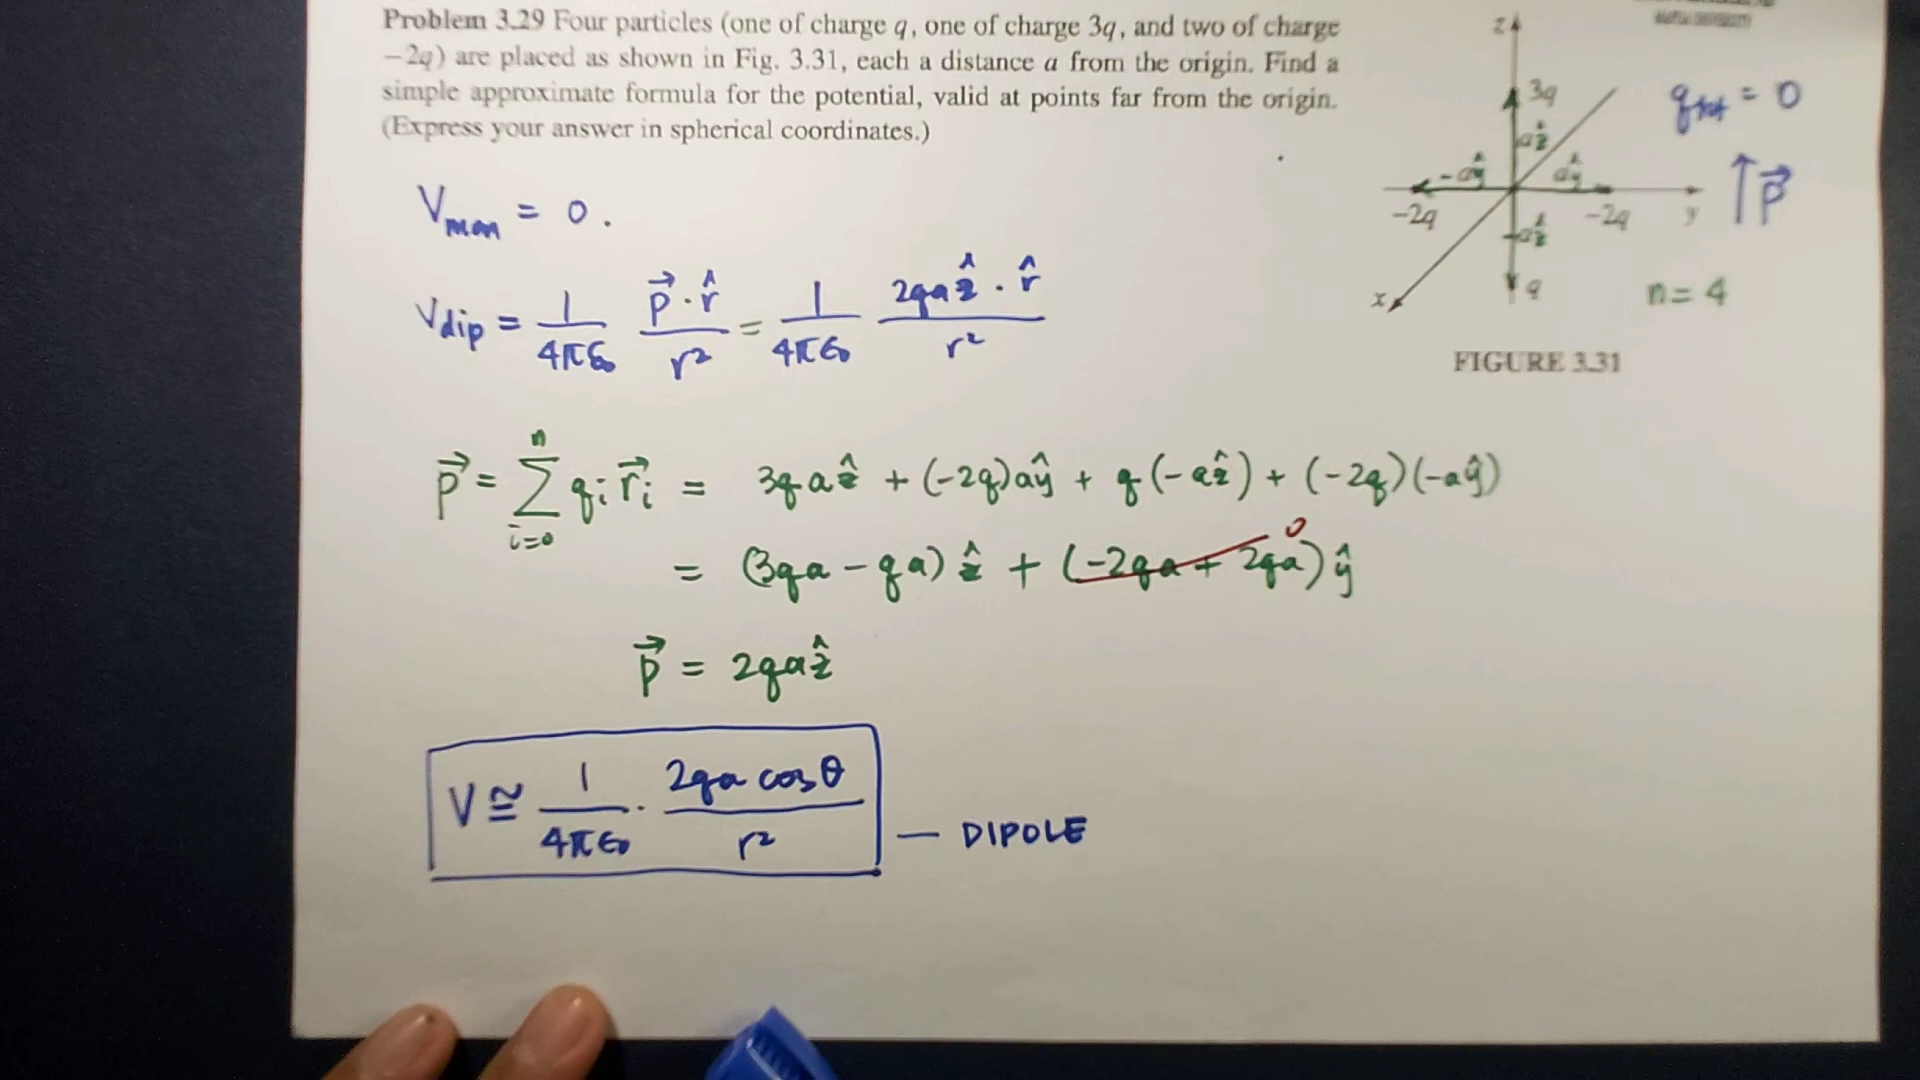 Problem 3.29 Four particles (one of charge q, one of charge 3q, and two of charge
−2q) are placed as shown in Fig. 3.31, each a distance a from the origin. Find a
simple approximate formula for the potential, valid at points far from the origin.
(Express your answer in spherical coordinates.)
z
3q
aẑ
-aŷ
aŷ
−2q
−2q
y
-aẑ
x
q
FIGURE 3.31
q_tot = 0
↑p⃗
n = 4
V_mon = 0.
V_dip = 1/4πε₀ p⃗·r̂/r² = 1/4πε₀ 2qaẑ·r̂/r²
p⃗ = Σ_{i=0}^{n} qᵢ r⃗ᵢ = 3qaẑ + (-2q)aŷ + q(-aẑ) + (-2q)(-aŷ)
= (3qa - qa)ẑ + (-2qa + 2qa)ŷ 0
p⃗ = 2qaẑ
V ≅ 1/4πε₀ · 2qa cosθ/r² — DIPOLE